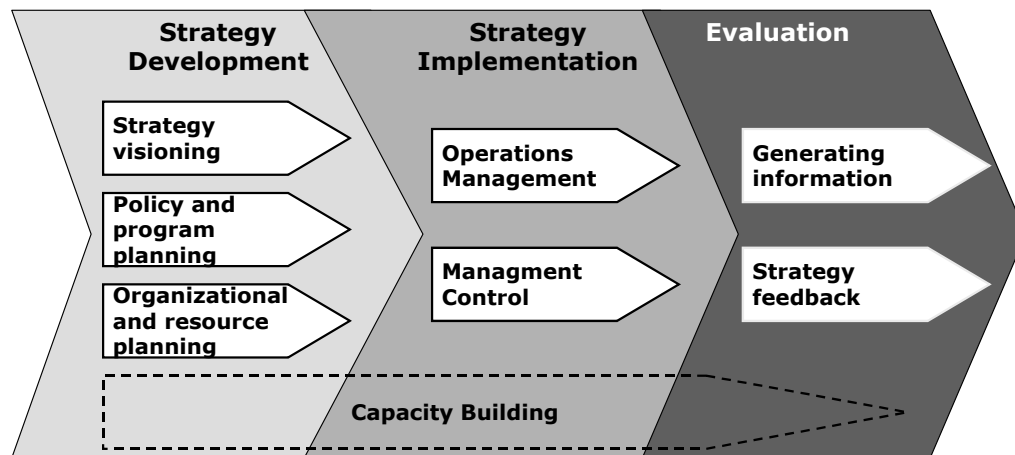 Strategy
Development
Strategy
visioning
Policy and
program
planning
Organizational
and resource
planning
Strategy
Implementation
Operations
Management
Managment
Control
Evaluation
Generating
information
Strategy
feedback
Capacity Building